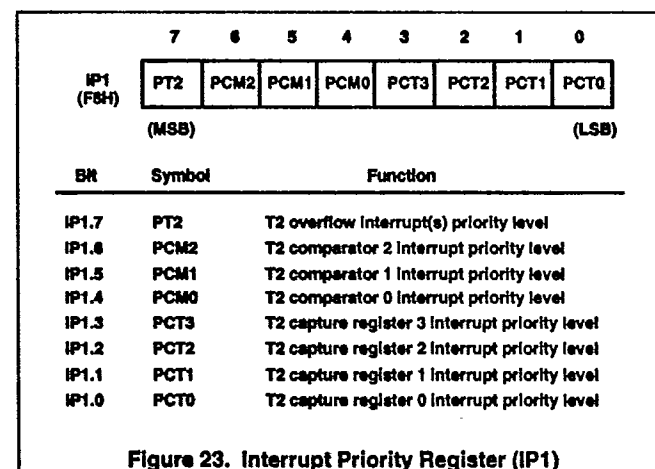 7 6 5 4 3 2 1 0
IP1 PT2 PCM2 PCM1 PCM0 PCT3 PCT2 PCT1 PCT0
(F8H)
(MSB) (LSB)
Bit Symbol Function
IP1.7 PT2 T2 overflow interrupt(s) priority level
IP1.6 PCM2 T2 comparator 2 interrupt priority level
IP1.5 PCM1 T2 comparator 1 interrupt priority level
IP1.4 PCM0 T2 comparator 0 interrupt priority level
IP1.3 PCT3 T2 capture register 3 interrupt priority level
IP1.2 PCT2 T2 capture register 2 interrupt priority level
IP1.1 PCT1 T2 capture register 1 interrupt priority level
IP1.0 PCT0 T2 capture register 0 interrupt priority level
Figure 23. Interrupt Priority Register (IP1)